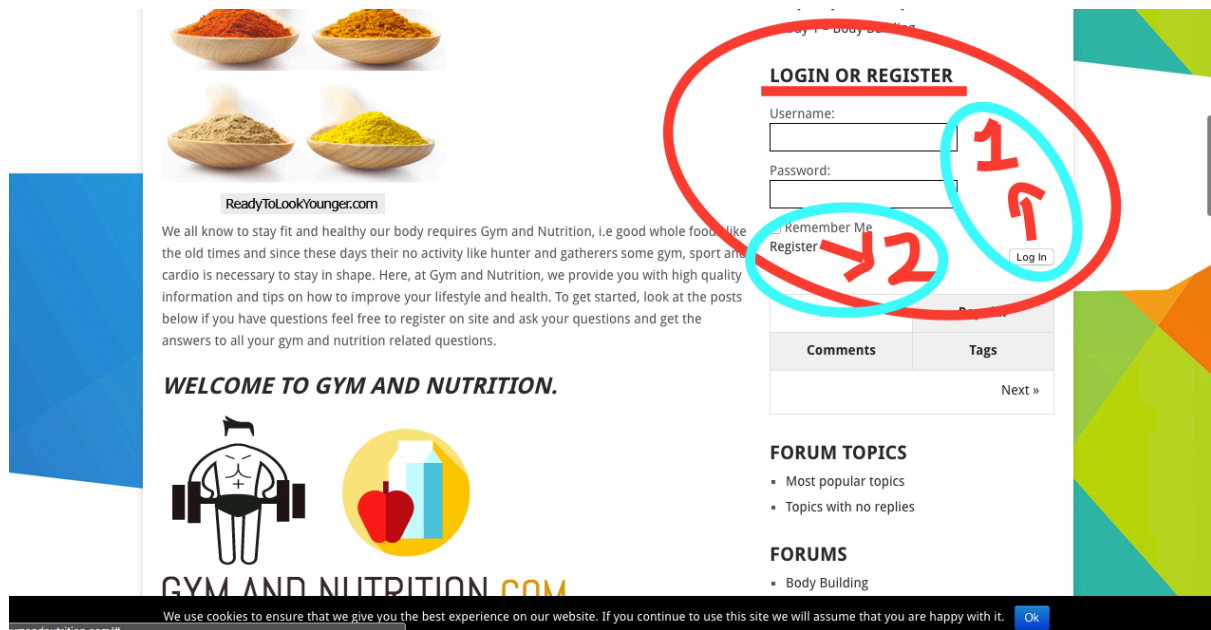 ReadyToLookYounger.com
We all know to stay fit and healthy our body requires Gym and Nutrition, i.e good whole foods like
the old times and since these days their no activity like hunter and gatherers some gym, sport and
cardio is necessary to stay in shape. Here, at Gym and Nutrition, we provide you with high quality
information and tips on how to improve your lifestyle and health. To get started, look at the posts
below if you have questions feel free to register on site and ask your questions and get the
answers to all your gym and nutrition related questions.
WELCOME TO GYM AND NUTRITION.
GYM AND NUTRITION.COM
Day 1 – Body Building
LOGIN OR REGISTER
Username:
1
Password:
Remember Me
Register 2
Log In
Popular
Comments Tags
Next »
FORUM TOPICS
Most popular topics
Topics with no replies
FORUMS
Body Building
We use cookies to ensure that we give you the best experience on our website. If you continue to use this site we will assume that you are happy with it. Ok